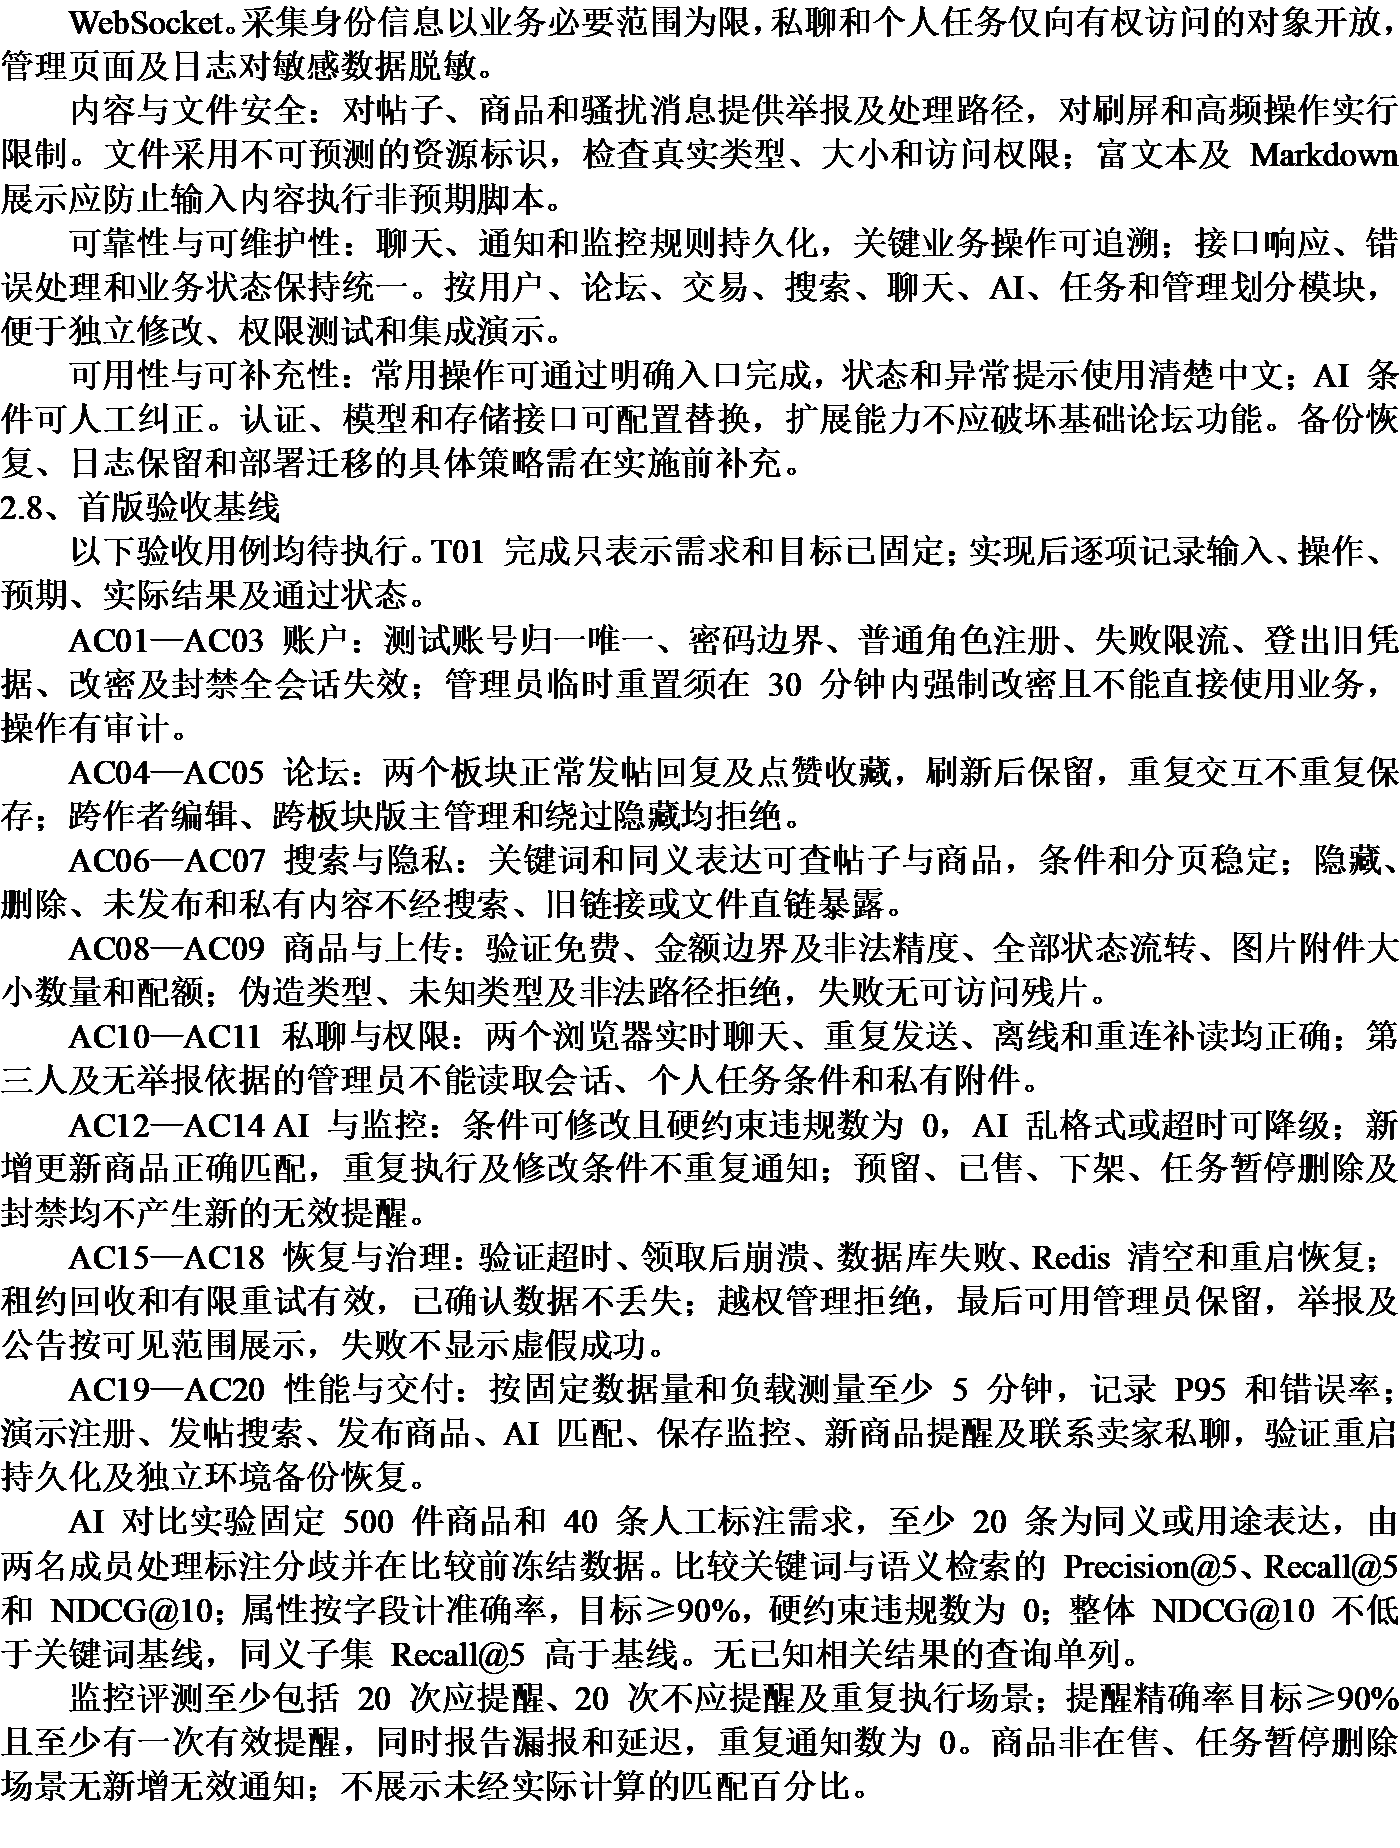 WebSocket。采集身份信息以业务必要范围为限，私聊和个人任务仅向有权访问的对象开放，
管理页面及日志对敏感数据脱敏。
内容与文件安全：对帖子、商品和骚扰消息提供举报及处理路径，对刷屏和高频操作实行
限制。文件采用不可预测的资源标识，检查真实类型、大小和访问权限；富文本及 Markdown
展示应防止输入内容执行非预期脚本。
可靠性与可维护性：聊天、通知和监控规则持久化，关键业务操作可追溯；接口响应、错
误处理和业务状态保持统一。按用户、论坛、交易、搜索、聊天、AI、任务和管理划分模块，
便于独立修改、权限测试和集成演示。
可用性与可补充性：常用操作可通过明确入口完成，状态和异常提示使用清楚中文；AI 条
件可人工纠正。认证、模型和存储接口可配置替换，扩展能力不应破坏基础论坛功能。备份恢
复、日志保留和部署迁移的具体策略需在实施前补充。
2.8、首版验收基线
以下验收用例均待执行。T01 完成只表示需求和目标已固定；实现后逐项记录输入、操作、
预期、实际结果及通过状态。
AC01—AC03 账户：测试账号归一唯一、密码边界、普通角色注册、失败限流、登出旧凭
据、改密及封禁全会话失效；管理员临时重置须在 30 分钟内强制改密且不能直接使用业务，
操作有审计。
AC04—AC05 论坛：两个板块正常发帖回复及点赞收藏，刷新后保留，重复交互不重复保
存；跨作者编辑、跨板块版主管理和绕过隐藏均拒绝。
AC06—AC07 搜索与隐私：关键词和同义表达可查帖子与商品，条件和分页稳定；隐藏、
删除、未发布和私有内容不经搜索、旧链接或文件直链暴露。
AC08—AC09 商品与上传：验证免费、金额边界及非法精度、全部状态流转、图片附件大
小数量和配额；伪造类型、未知类型及非法路径拒绝，失败无可访问残片。
AC10—AC11 私聊与权限：两个浏览器实时聊天、重复发送、离线和重连补读均正确；第
三人及无举报依据的管理员不能读取会话、个人任务条件和私有附件。
AC12—AC14 AI 与监控：条件可修改且硬约束违规数为 0，AI 乱格式或超时可降级；新
增更新商品正确匹配，重复执行及修改条件不重复通知；预留、已售、下架、任务暂停删除及
封禁均不产生新的无效提醒。
AC15—AC18 恢复与治理：验证超时、领取后崩溃、数据库失败、Redis 清空和重启恢复；
租约回收和有限重试有效，已确认数据不丢失；越权管理拒绝，最后可用管理员保留，举报及
公告按可见范围展示，失败不显示虚假成功。
AC19—AC20 性能与交付：按固定数据量和负载测量至少 5 分钟，记录 P95 和错误率；
演示注册、发帖搜索、发布商品、AI 匹配、保存监控、新商品提醒及联系卖家私聊，验证重启
持久化及独立环境备份恢复。
AI 对比实验固定 500 件商品和 40 条人工标注需求，至少 20 条为同义或用途表达，由
两名成员处理标注分歧并在比较前冻结数据。比较关键词与语义检索的 Precision@5、Recall@5
和 NDCG@10；属性按字段计准确率，目标≥90%，硬约束违规数为 0；整体 NDCG@10 不低
于关键词基线，同义子集 Recall@5 高于基线。无已知相关结果的查询单列。
监控评测至少包括 20 次应提醒、20 次不应提醒及重复执行场景；提醒精确率目标≥90%
且至少有一次有效提醒，同时报告漏报和延迟，重复通知数为 0。商品非在售、任务暂停删除
场景无新增无效通知；不展示未经实际计算的匹配百分比。